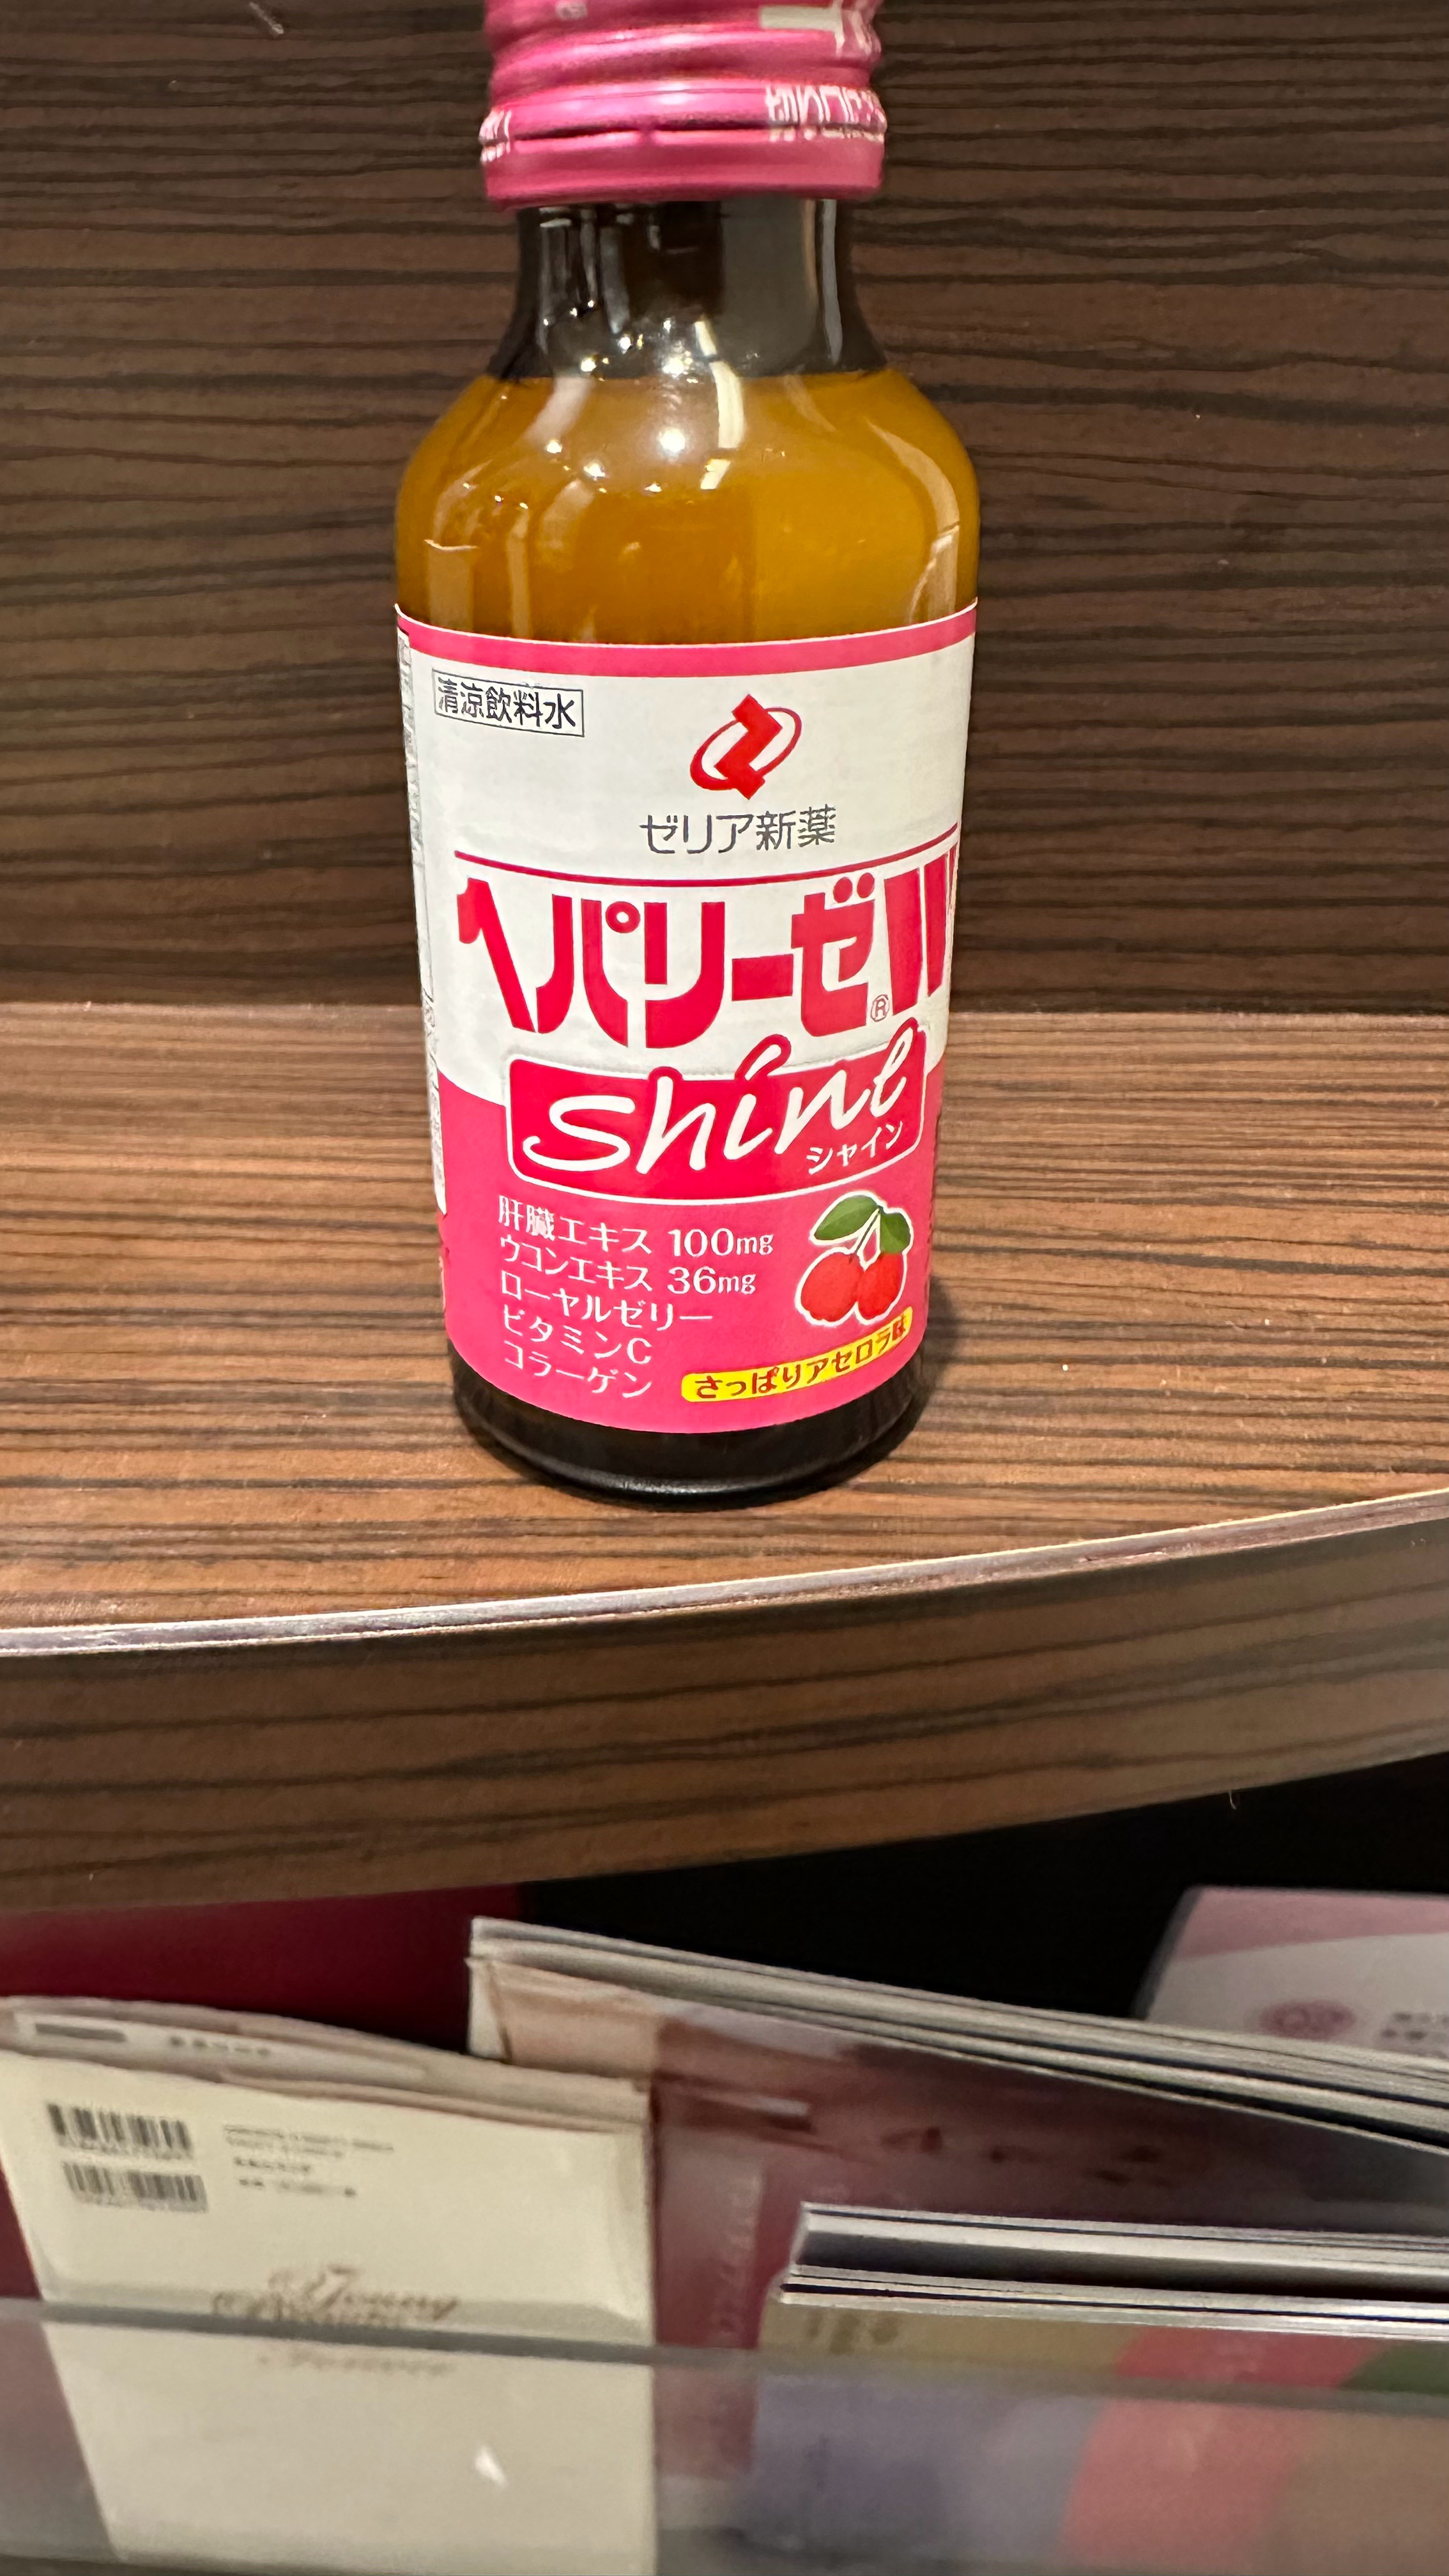 清涼飲料水
ゼリア新薬
ヘパリーゼ®W
shine
シャイン
肝臓エキス 100mg
ウコンエキス 36mg
ローヤルゼリー
ビタミンC
コラーゲン
さっぱりアセロラ味